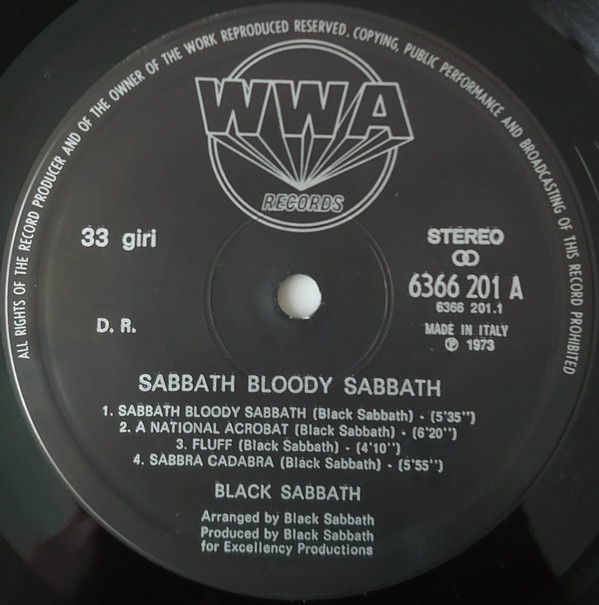 ALL RIGHTS OF THE RECORD PRODUCER AND OF THE OWNER OF THE WORK REPRODUCED RESERVED. COPYING, PUBLIC PERFORMANCE AND BROADCASTING OF THIS RECORD PROHIBITED
WWA
RECORDS
33 giri
STEREO
6366 201 A
6366 201.1
D. R.
MADE IN ITALY
℗ 1973
SABBATH BLOODY SABBATH
1. SABBATH BLOODY SABBATH (Black Sabbath) - (5'35'')
2. A NATIONAL ACROBAT (Black Sabbath) - (6'20'')
3. FLUFF (Black Sabbath) - (4'10'')
4. SABBRA CADABRA (Black Sabbath) - (5'55'')
BLACK SABBATH
Arranged by Black Sabbath
Produced by Black Sabbath
for Excellency Productions